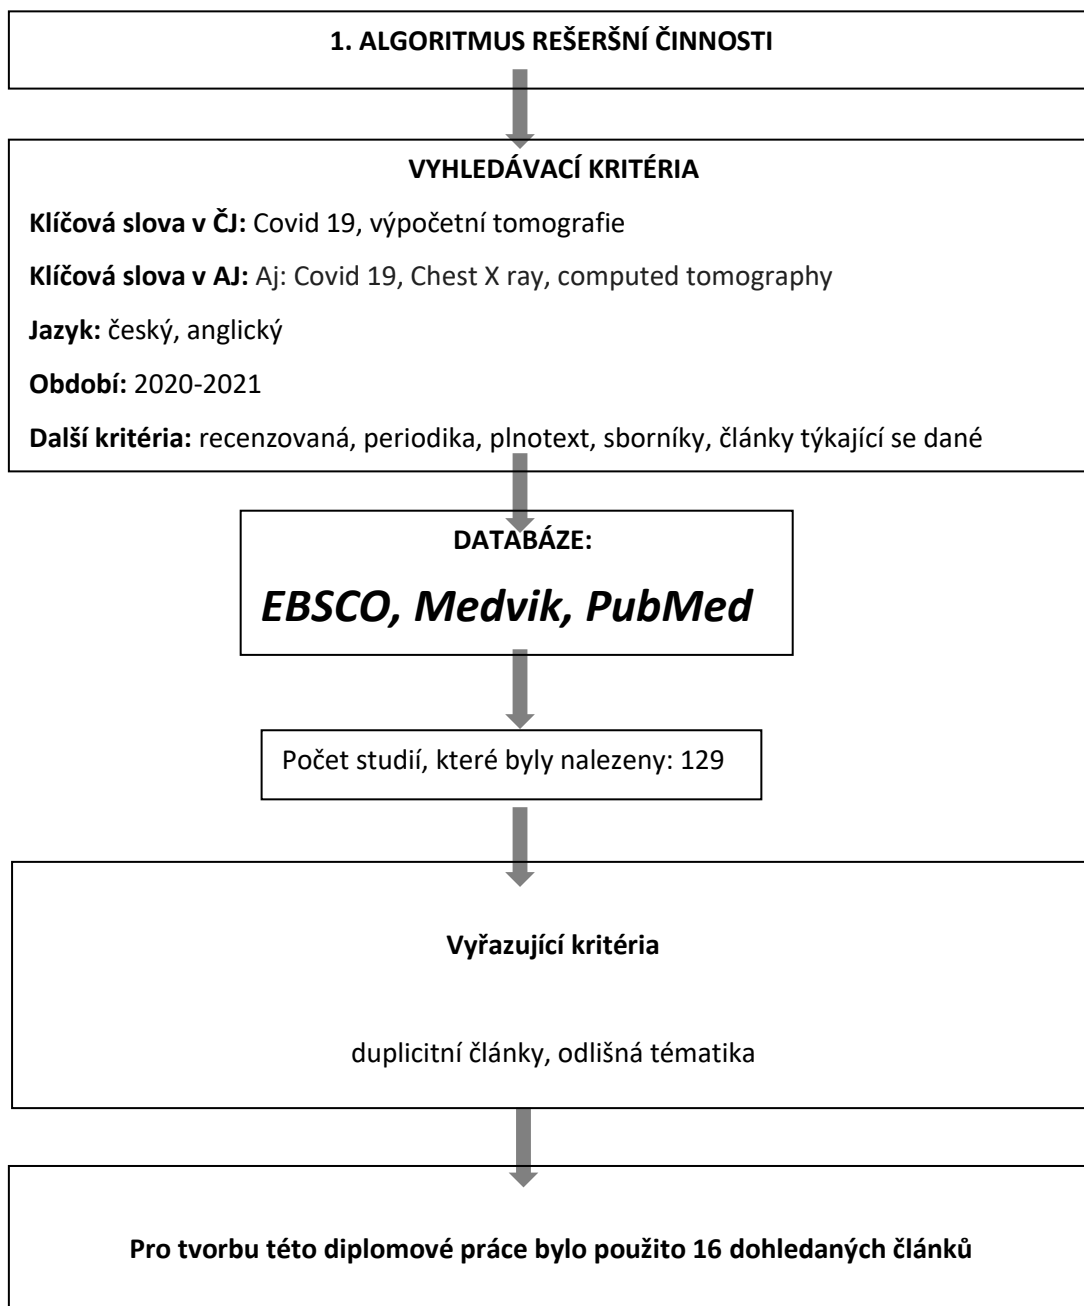 1. ALGORITMUS REŠERŠNÍ ČINNOSTI
VYHLEDÁVACÍ KRITÉRIA
Klíčová slova v ČJ: Covid 19, výpočetní tomografie
Klíčová slova v AJ: Aj: Covid 19, Chest X ray, computed tomography
Jazyk: český, anglický
Období: 2020-2021
Další kritéria: recenzovaná, periodika, plnotext, sborníky, články týkající se dané
DATABÁZE:
EBSCO, Medvik, PubMed
Počet studií, které byly nalezeny: 129
Vyřazující kritéria
duplicitní články, odlišná tématika
Pro tvorbu této diplomové práce bylo použito 16 dohledaných článků